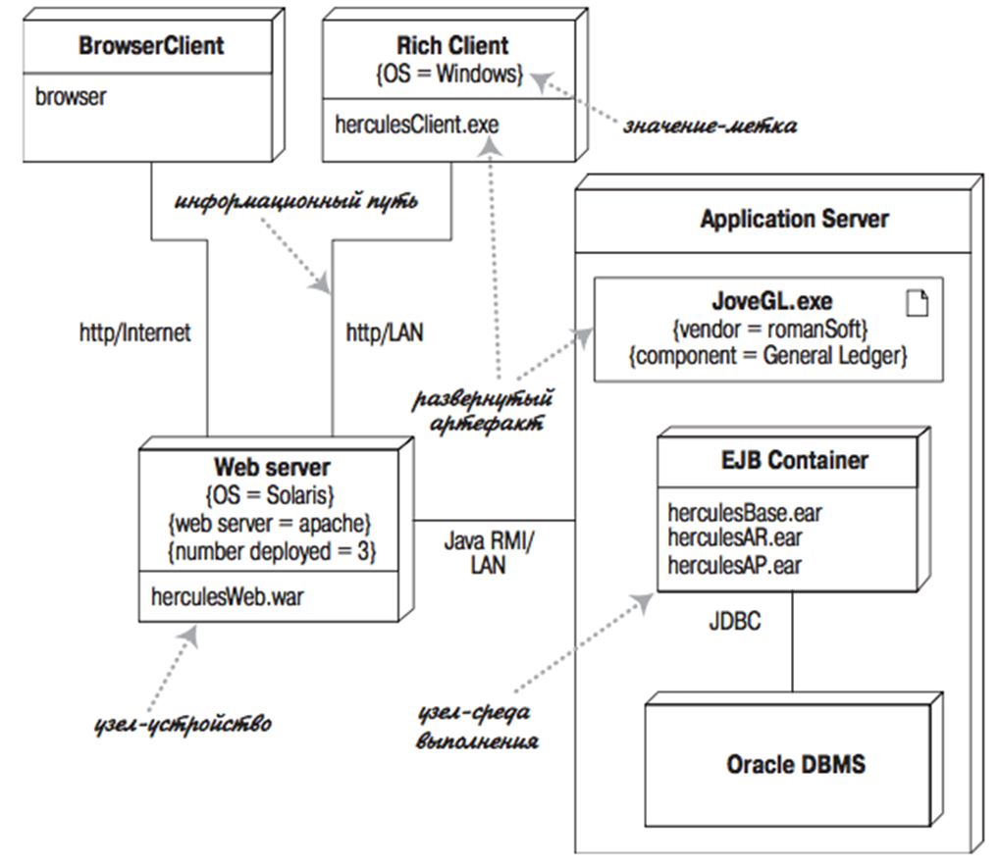 BrowserClient
browser
Rich Client
{OS = Windows}
herculesClient.exe
значение-метка
информационный путь
http/Internet
http/LAN
развернутый
артефакт
Application Server
JoveGL.exe
{vendor = romanSoft}
{component = General Ledger}
Web server
{OS = Solaris}
{web server = apache}
{number deployed = 3}
herculesWeb.war
Java RMI/
LAN
EJB Container
herculesBase.ear
herculesAR.ear
herculesAP.ear
JDBC
узел-устройство
узел-среда
выполнения
Oracle DBMS